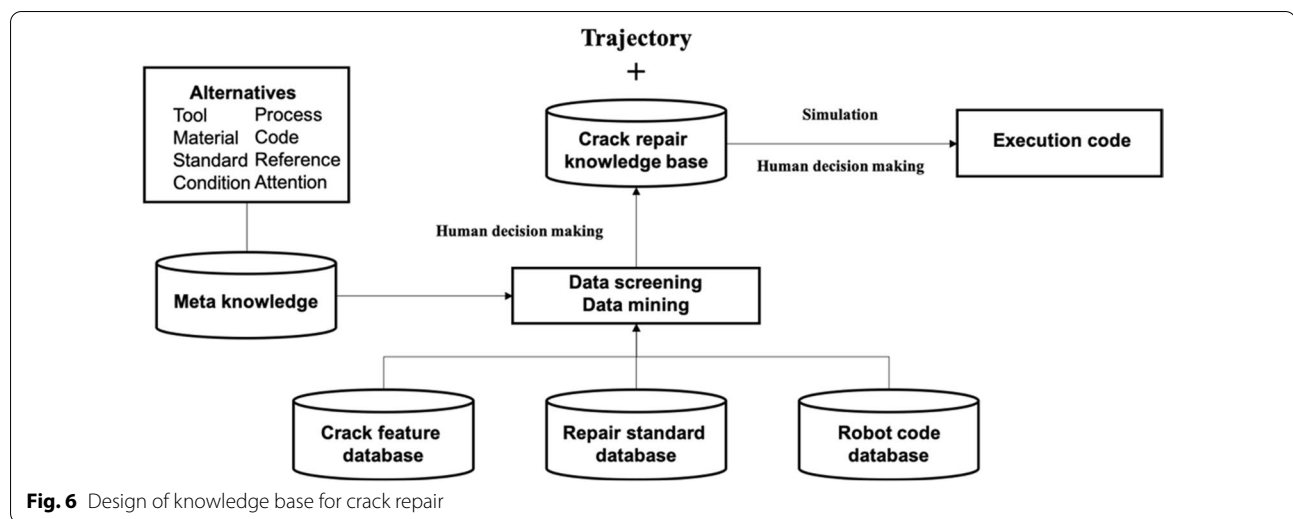 Trajectory
+
Alternatives
Tool Process
Material Code
Standard Reference
Condition Attention
Crack repair
knowledge base
Simulation
Human decision making
Execution code
Human decision making
Meta knowledge
Data screening
Data mining
Crack feature
database
Repair standard
database
Robot code
database
Fig. 6 Design of knowledge base for crack repair